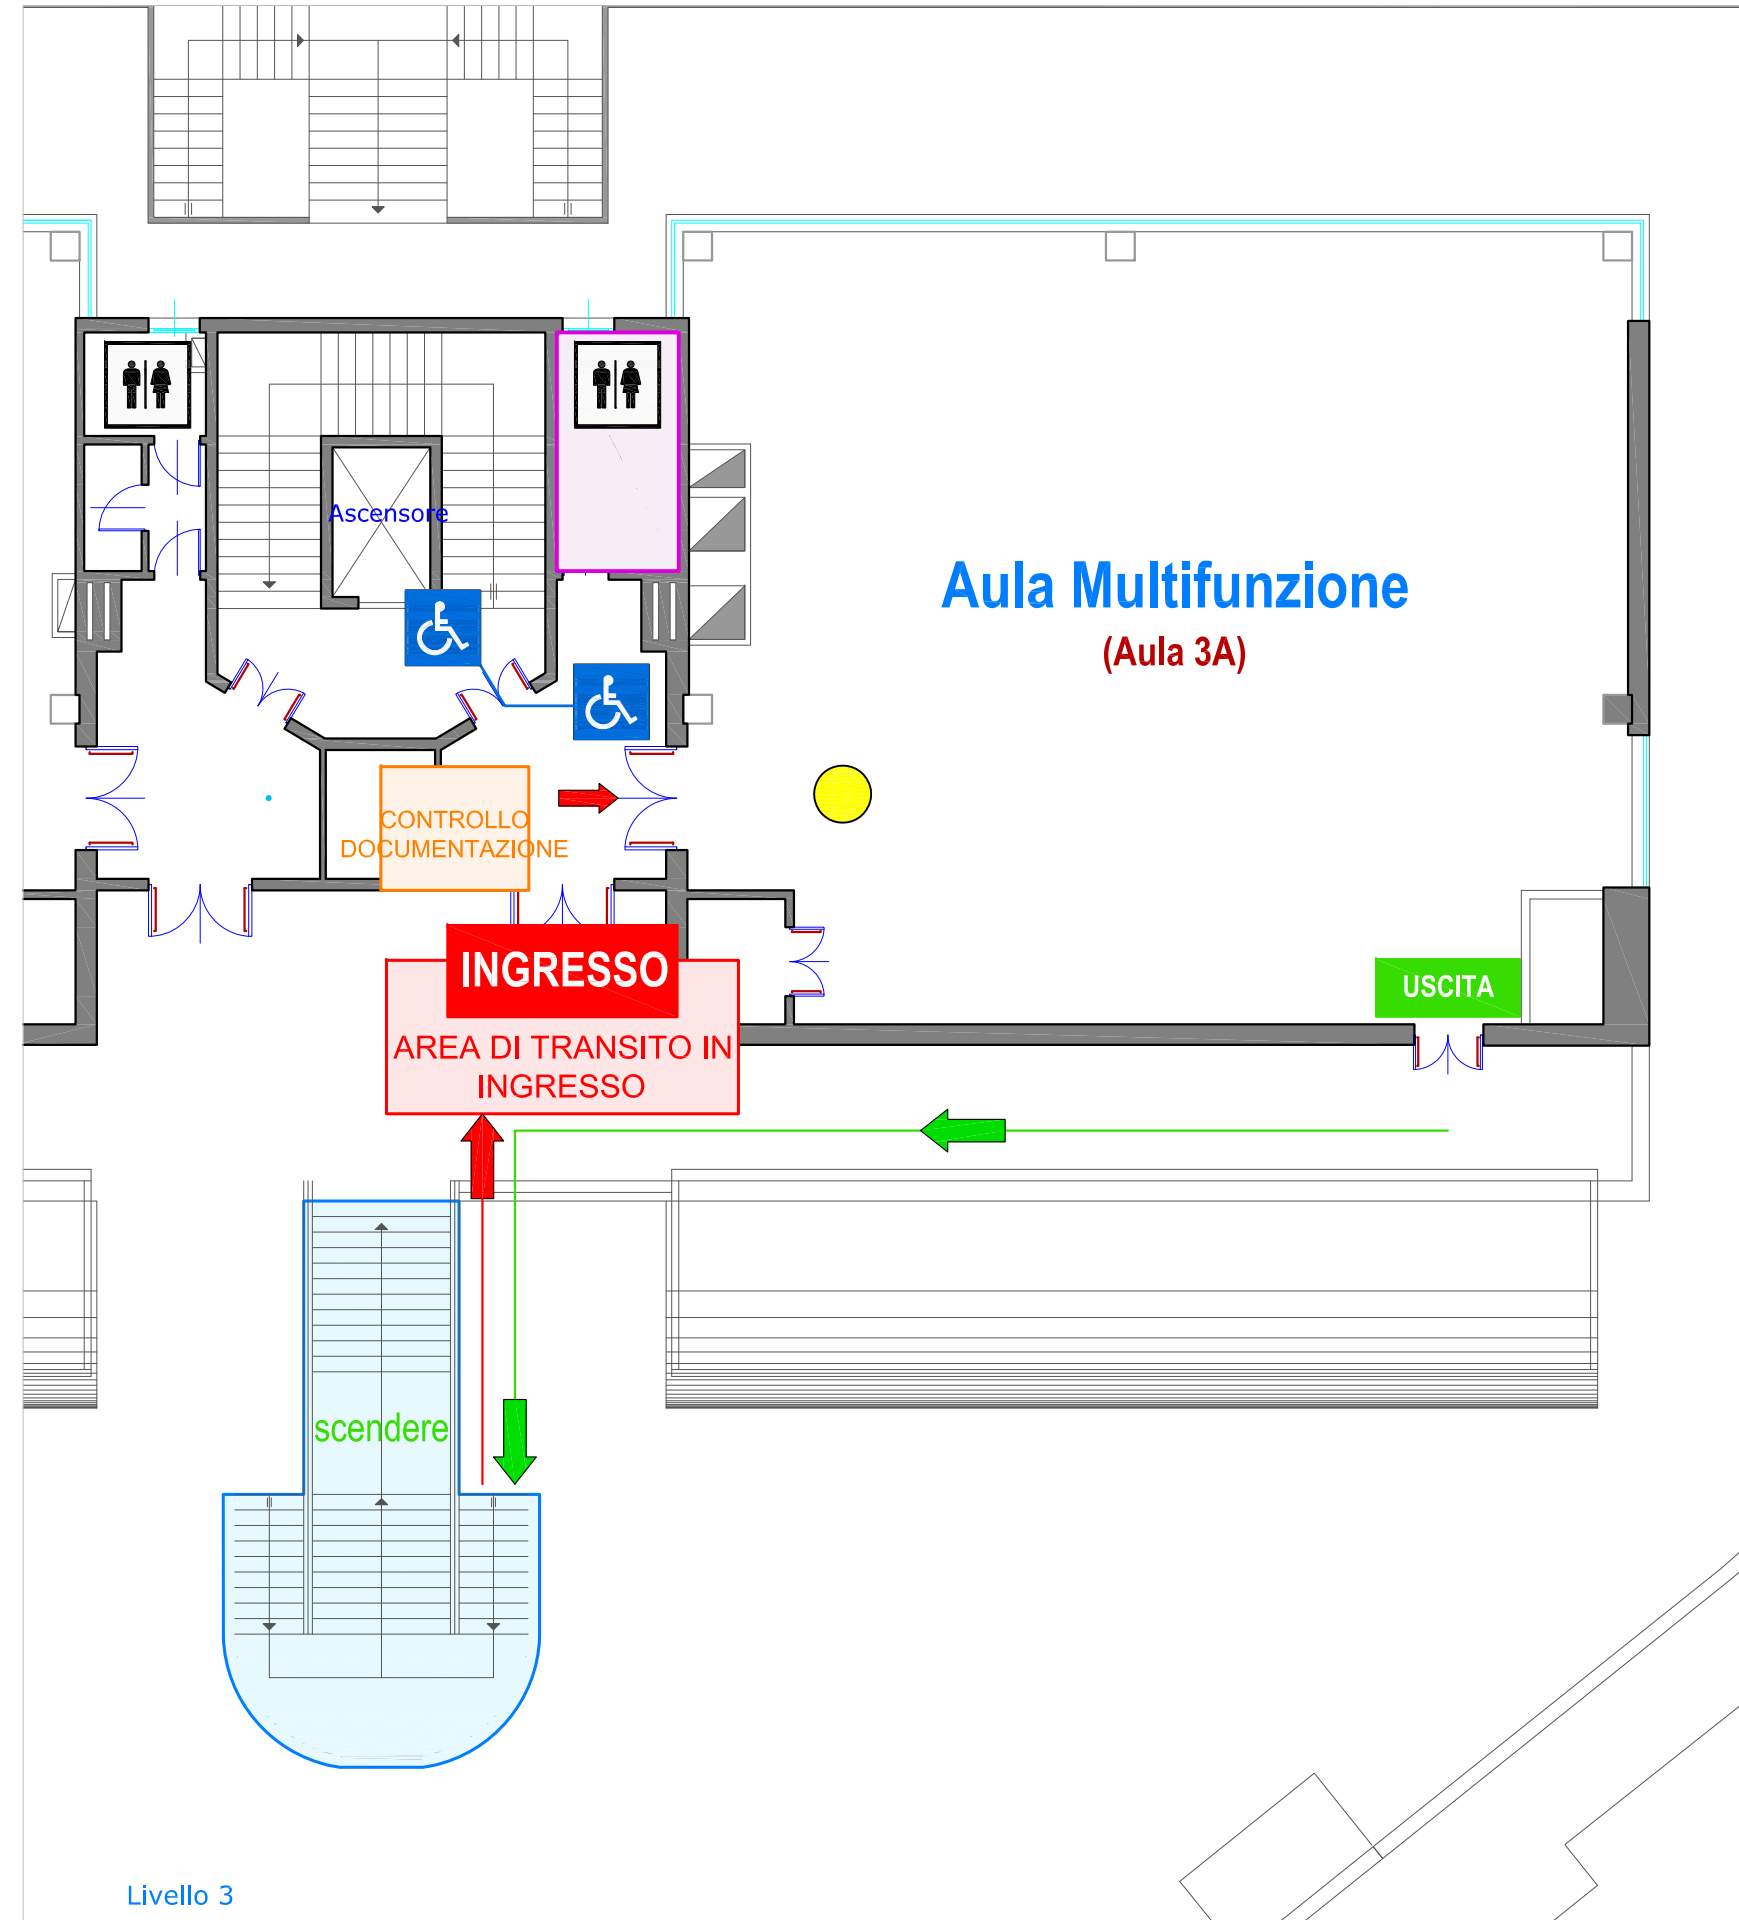 Ascensore
Aula Multifunzione
(Aula 3A)
CONTROLLO
DOCUMENTAZIONE
INGRESSO
USCITA
AREA DI TRANSITO IN
INGRESSO
scendere
Livello 3